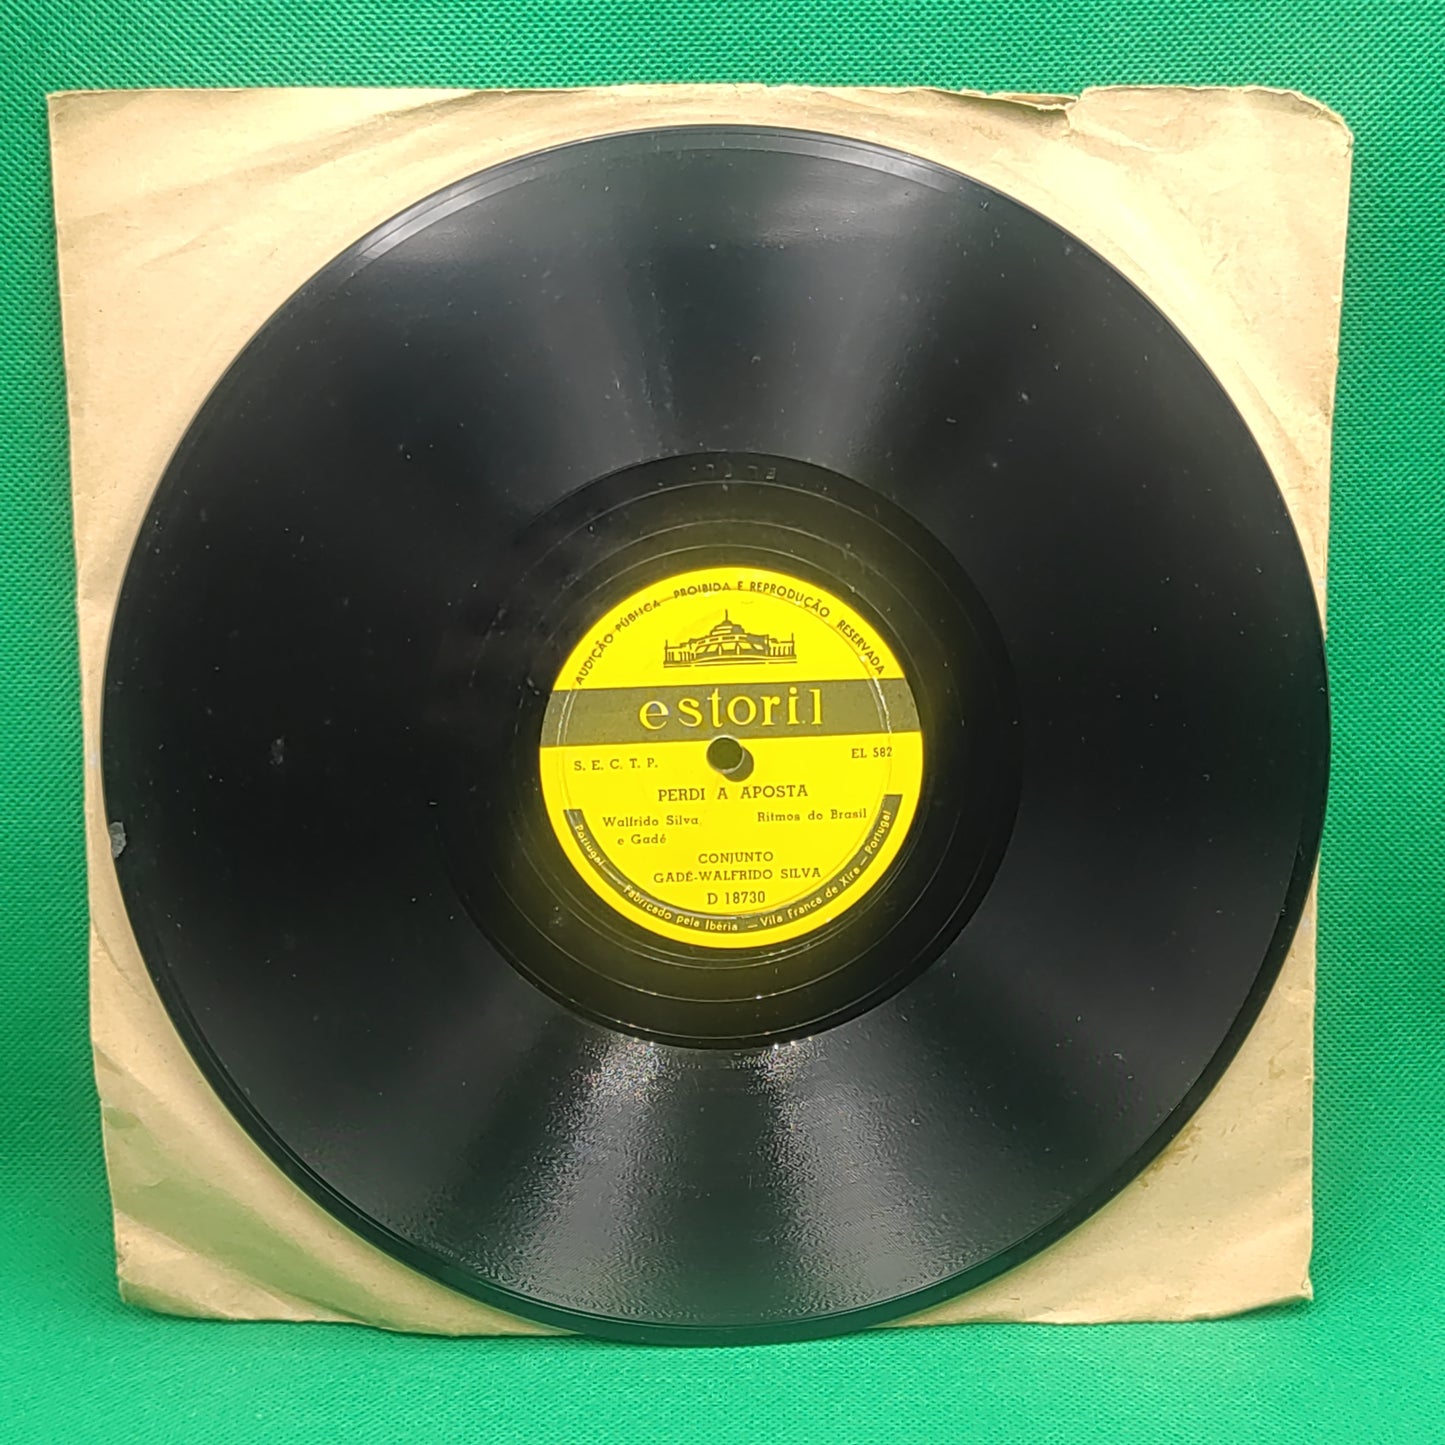 AUDIÇÃO PÚBLICA PROIBIDA E REPRODUÇÃO RESERVADA
estoril
S. E. C. T. P. EL 582
PERDI A APOSTA
Walfrido Silva, Ritmos do Brasil
e Gadé
CONJUNTO
GADÉ-WALFRIDO SILVA
D 18730
Portugal — Fabricado pela Ibéria — Vila Franca de Xira — Portugal